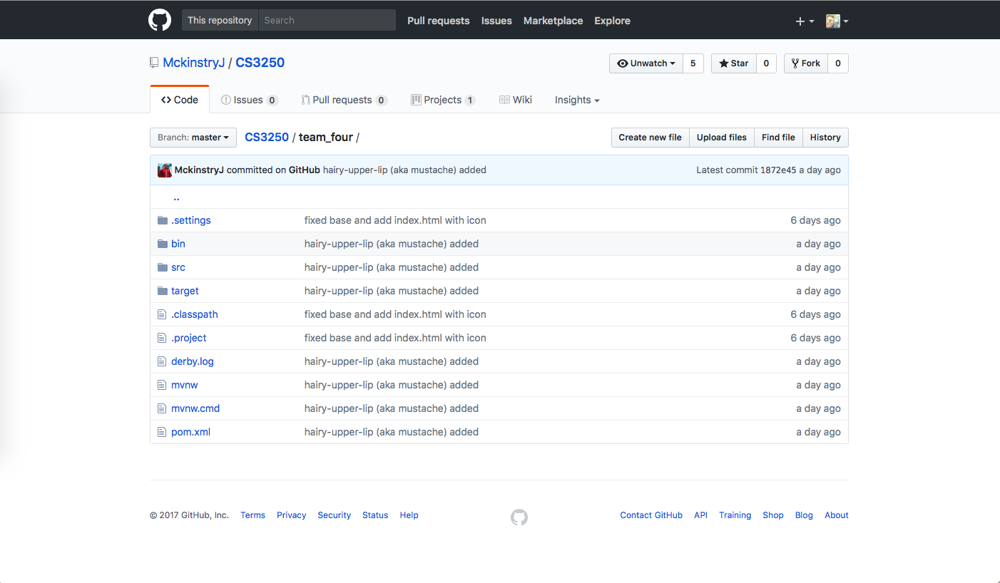 This repository Search Pull requests Issues Marketplace Explore
MckinstryJ / CS3250 Unwatch 5 Star 0 Fork 0
Code Issues 0 Pull requests 0 Projects 1 Wiki Insights
Branch: master CS3250 / team_four / Create new file Upload files Find file History
MckinstryJ committed on GitHub hairy-upper-lip (aka mustache) added Latest commit 1872e45 a day ago
..
.settings fixed base and add index.html with icon 6 days ago
bin hairy-upper-lip (aka mustache) added a day ago
src hairy-upper-lip (aka mustache) added a day ago
target hairy-upper-lip (aka mustache) added a day ago
.classpath fixed base and add index.html with icon 6 days ago
.project fixed base and add index.html with icon 6 days ago
derby.log hairy-upper-lip (aka mustache) added a day ago
mvnw hairy-upper-lip (aka mustache) added a day ago
mvnw.cmd hairy-upper-lip (aka mustache) added a day ago
pom.xml hairy-upper-lip (aka mustache) added a day ago
© 2017 GitHub, Inc. Terms Privacy Security Status Help Contact GitHub API Training Shop Blog About